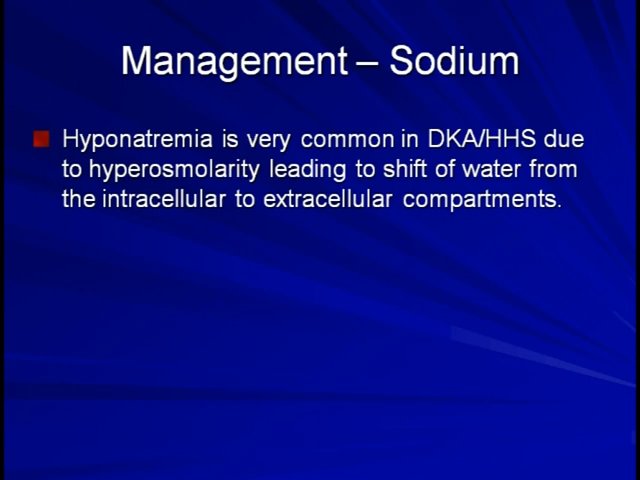 Management – Sodium
Hyponatremia is very common in DKA/HHS due
to hyperosmolarity leading to shift of water from
the intracellular to extracellular compartments.